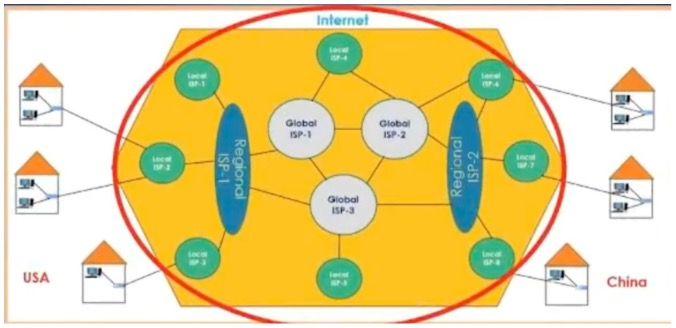 Internet
Local
ISP-4
Local
ISP-1
Local
ISP-6
Global
ISP-1
Global
ISP-2
Local
ISP-2
Regional
ISP-1
Regional
ISP-2
Local
ISP-7
Global
ISP-3
Local
ISP-3
Local
ISP-5
Local
ISP-8
USA
China